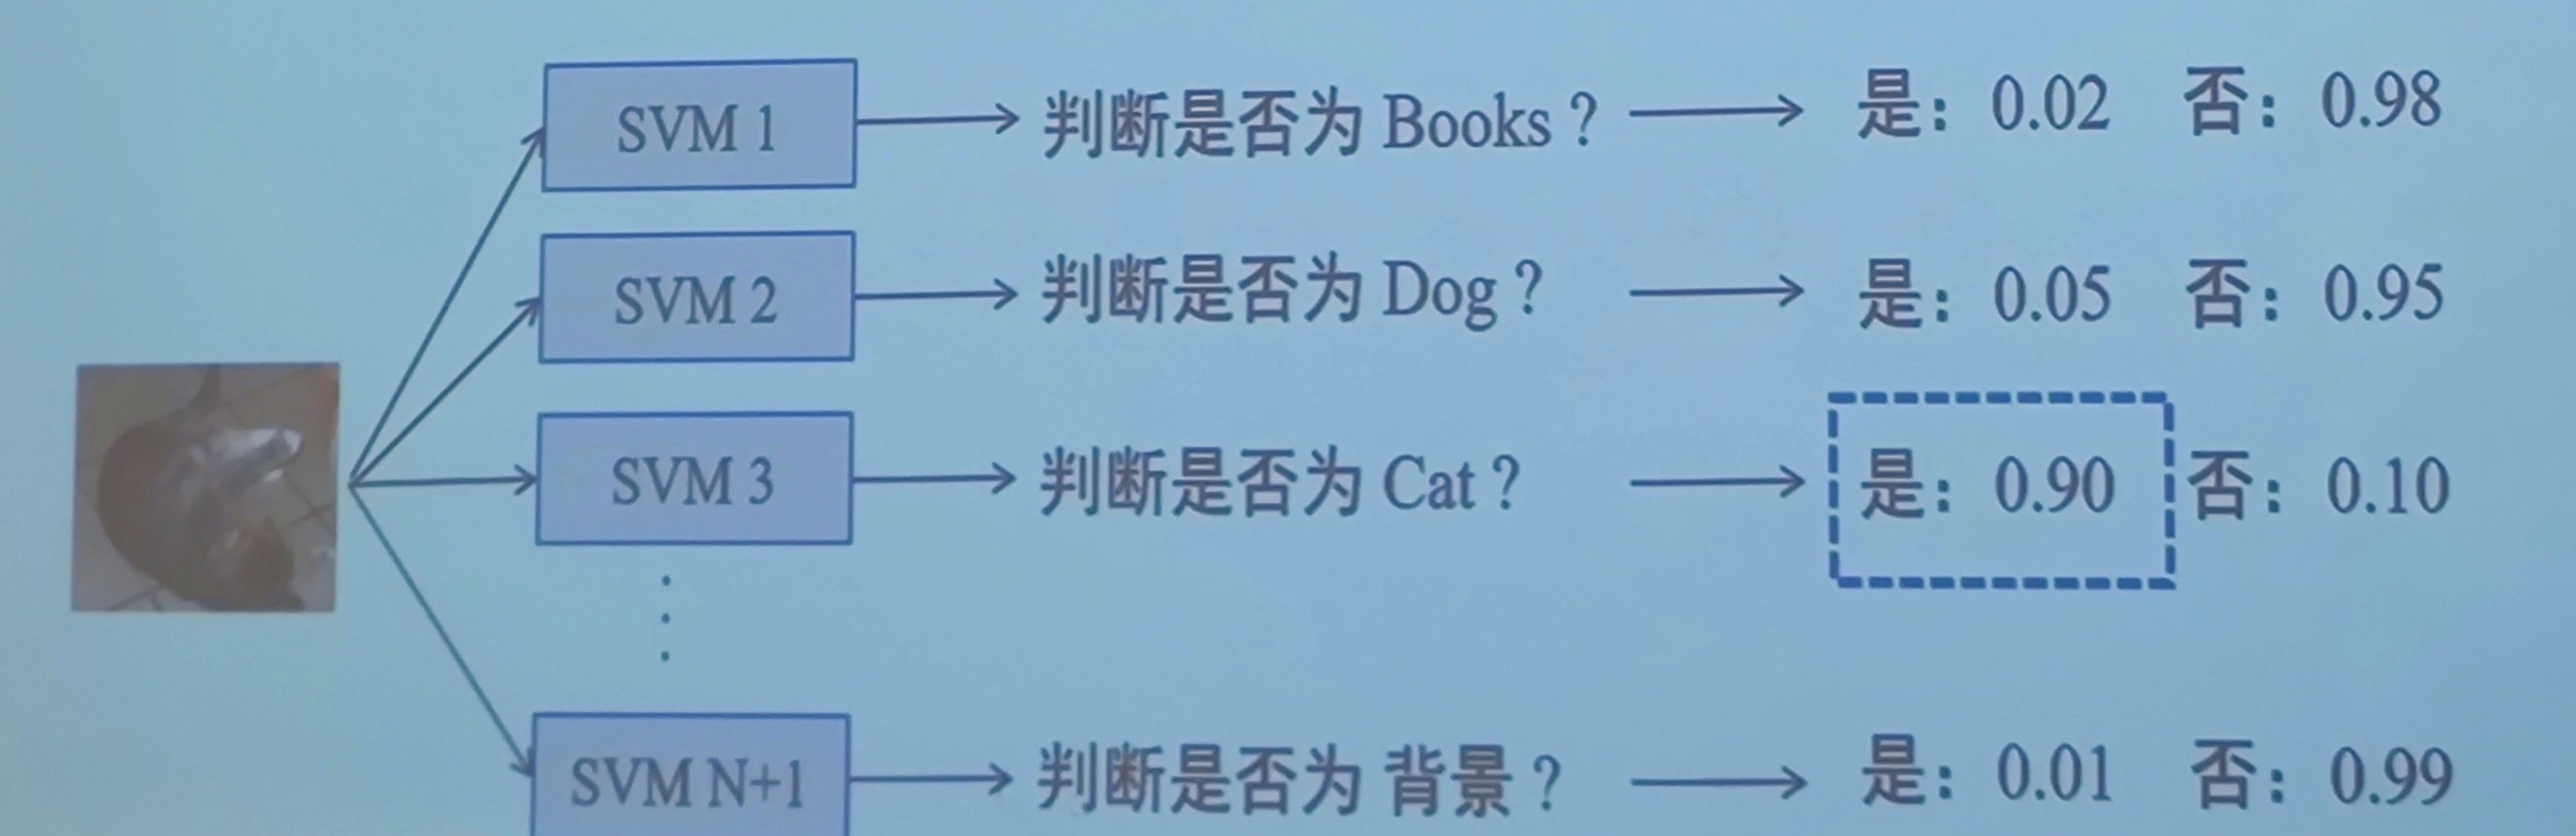 SVM 1 判断是否为 Books？ 是：0.02 否：0.98
SVM 2 判断是否为 Dog？ 是：0.05 否：0.95
SVM 3 判断是否为 Cat？ 是：0.90 否：0.10
SVM N+1 判断是否为 背景？ 是：0.01 否：0.99